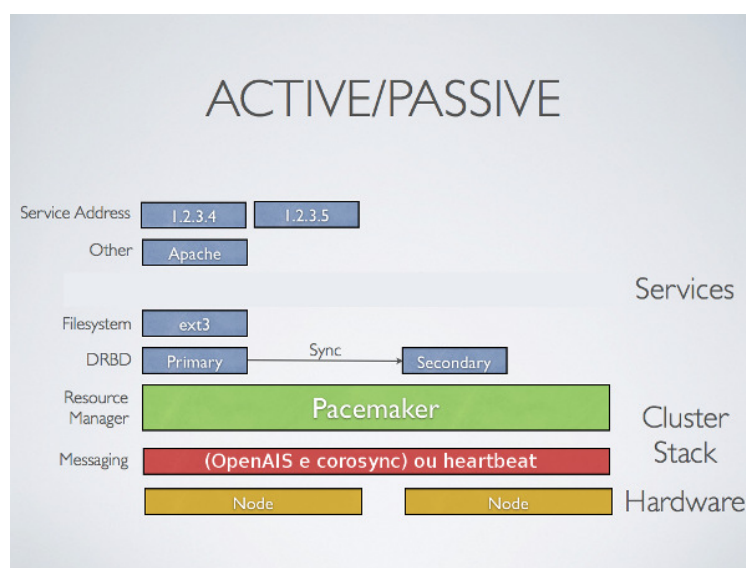 ACTIVE/PASSIVE
Service Address 1.2.3.4 1.2.3.5
Other Apache
Services
Filesystem ext3
DRBD Primary Sync Secondary
Resource
Manager
Pacemaker
Cluster
Stack
Messaging (OpenAIS e corosync) ou heartbeat
Node Node Hardware